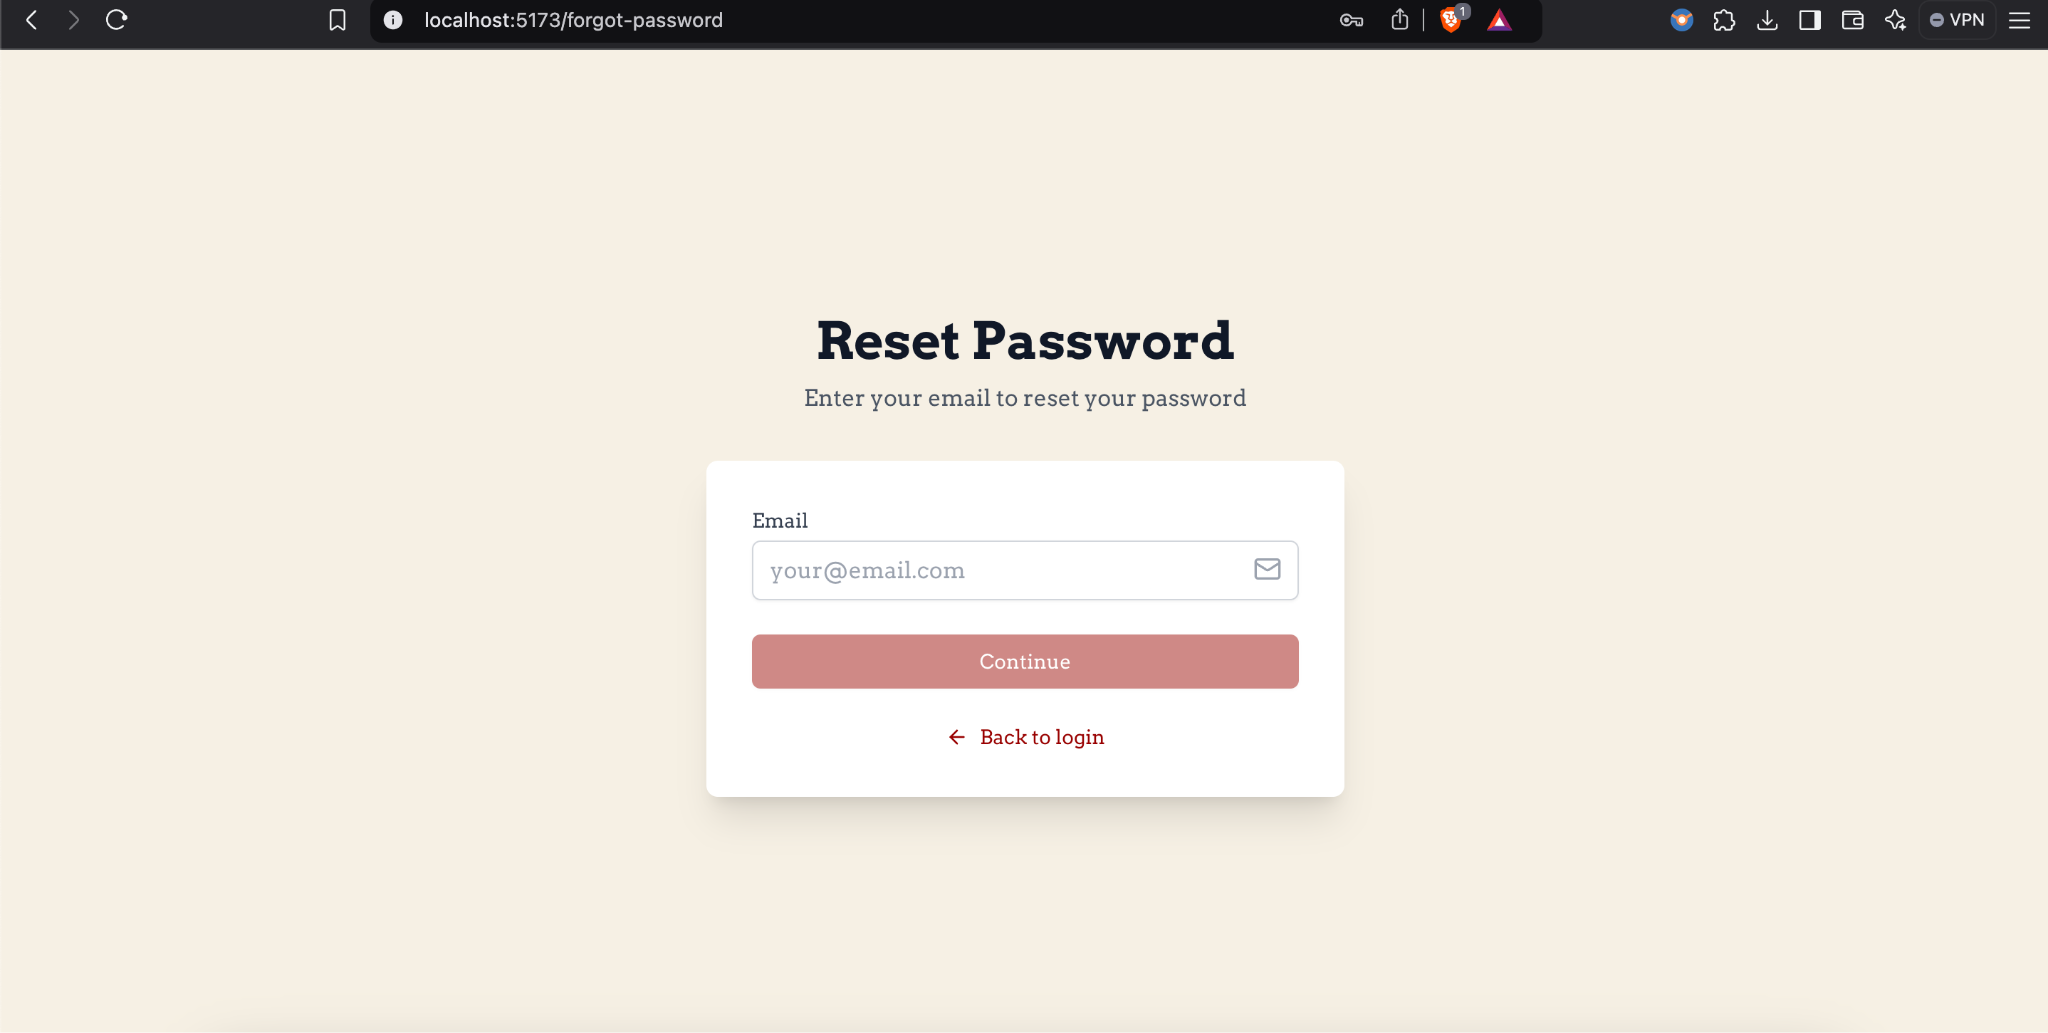 localhost:5173/forgot-password
1
VPN
Reset Password
Enter your email to reset your password
Email
your@email.com
Continue
← Back to login